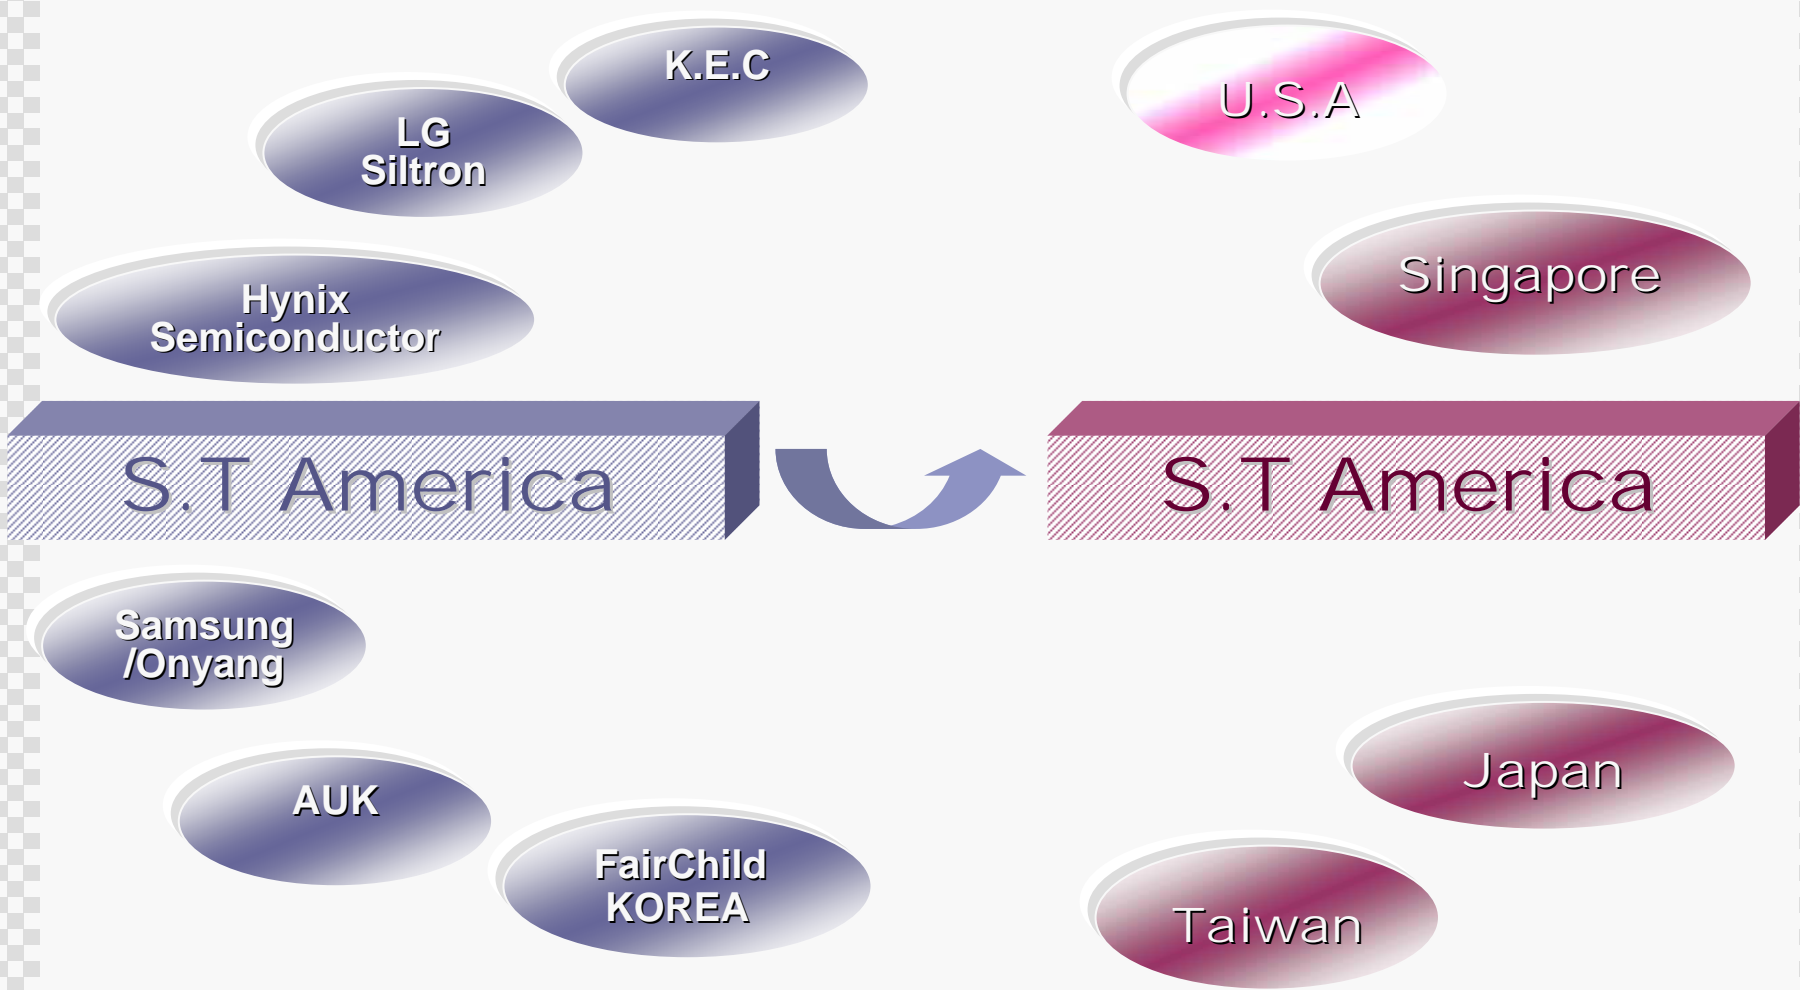 K.E.C
LG
Siltron
Hynix
Semiconductor
S.T America
Samsung
/Onyang
AUK
FairChild
KOREA
U.S.A
Singapore
S.T America
Japan
Taiwan